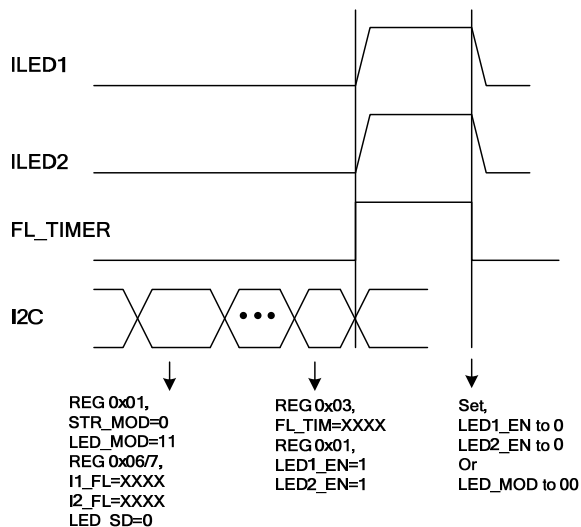 ILED1
ILED2
FL_TIMER
I2C
REG 0x01,
STR_MOD=0
LED_MOD=11
REG 0x06/7,
I1_FL=XXXX
I2_FL=XXXX
LED_SD=0
REG 0x03,
FL_TIM=XXXX
REG 0x01,
LED1_EN=1
LED2_EN=1
Set,
LED1_EN to 0
LED2_EN to 0
Or
LED_MOD to 00